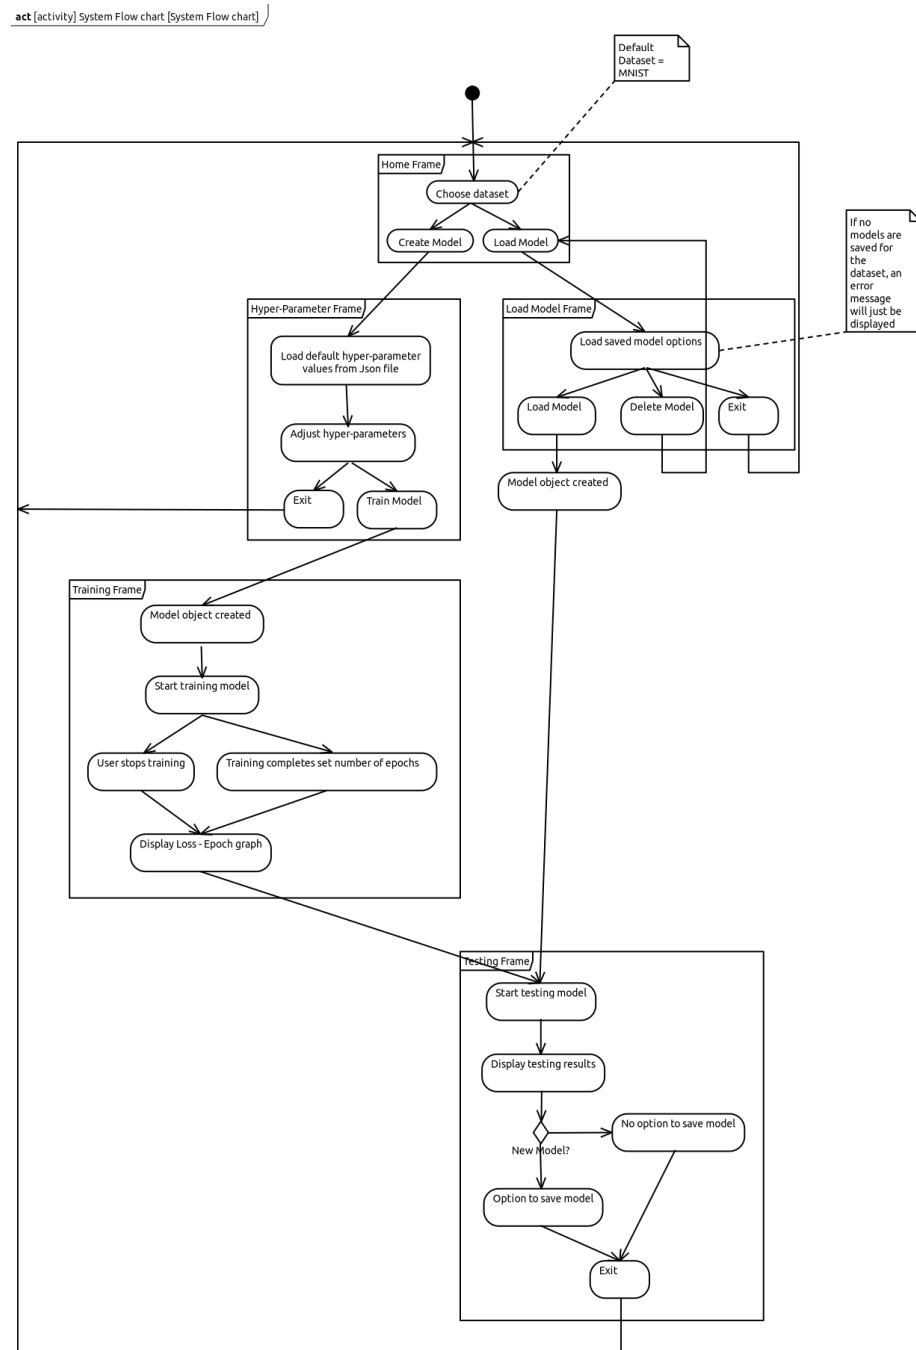 act [activity] System Flow chart [System Flow chart]
Default
Dataset =
MNIST
Home Frame
Choose dataset
Create Model
Load Model
If no
models are
saved for
the
dataset, an
error
message
will just be
displayed
Hyper-Parameter Frame
Load default hyper-parameter
values from Json file
Adjust hyper-parameters
Exit
Train Model
Load Model Frame
Load saved model options
Load Model
Delete Model
Exit
Model object created
Training Frame
Model object created
Start training model
User stops training
Training completes set number of epochs
Display Loss - Epoch graph
Testing Frame
Start testing model
Display testing results
New Model?
No option to save model
Option to save model
Exit